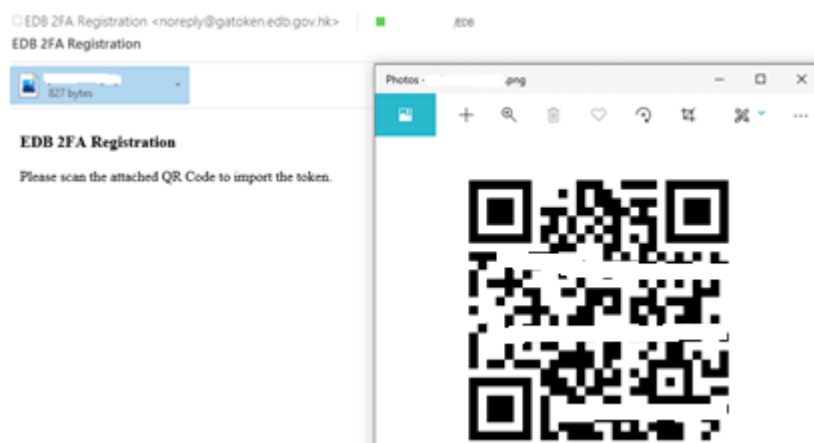 EDB 2FA Registration <noreply@gatoken.edb.gov.hk>
/EDB
EDB 2FA Registration
827 bytes
Photos - .png
EDB 2FA Registration
Please scan the attached QR Code to import the token.